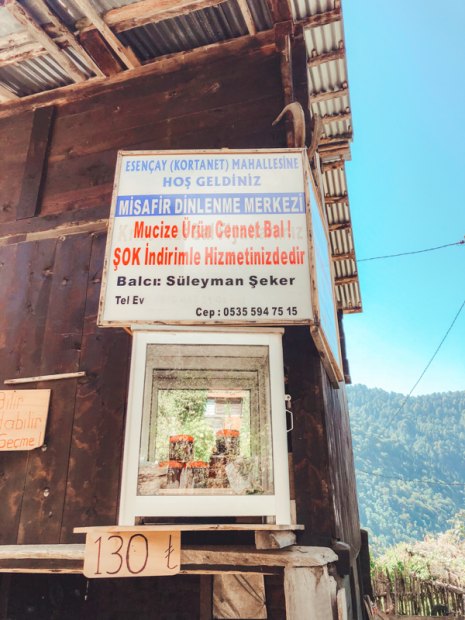 ESENÇAY (KORTANET) MAHALLESİNE
HOŞ GELDİNİZ
MİSAFİR DİNLENME MERKEZİ
Mucize Ürün Cennet Bal !
ŞOK İndirimle Hizmetinizdedir
Balcı: Süleyman Şeker
Tel Ev
Cep : 0535 594 75 15
130 ₺